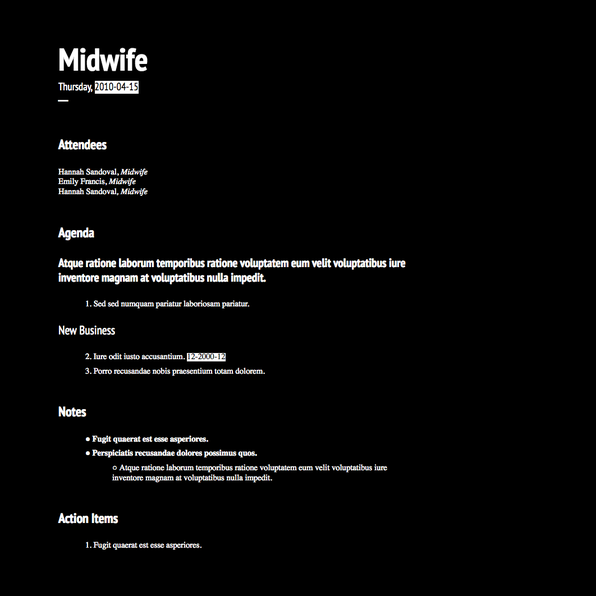 Midwife
Thursday, 2010-04-15
Attendees
Hannah Sandoval, Midwife
Emily Francis, Midwife
Hannah Sandoval, Midwife
Agenda
Atque ratione laborum temporibus ratione voluptatem eum velit voluptatibus iure
inventore magnam at voluptatibus nulla impedit.
1. Sed sed numquam pariatur laboriosam pariatur.
New Business
2. Iure odit iusto accusantium. 12-2000-12
3. Porro recusandae nobis praesentium totam dolorem.
Notes
● Fugit quaerat est esse asperiores.
● Perspiciatis recusandae dolores possimus quos.
○ Atque ratione laborum temporibus ratione voluptatem eum velit voluptatibus iure
inventore magnam at voluptatibus nulla impedit.
Action Items
1. Fugit quaerat est esse asperiores.